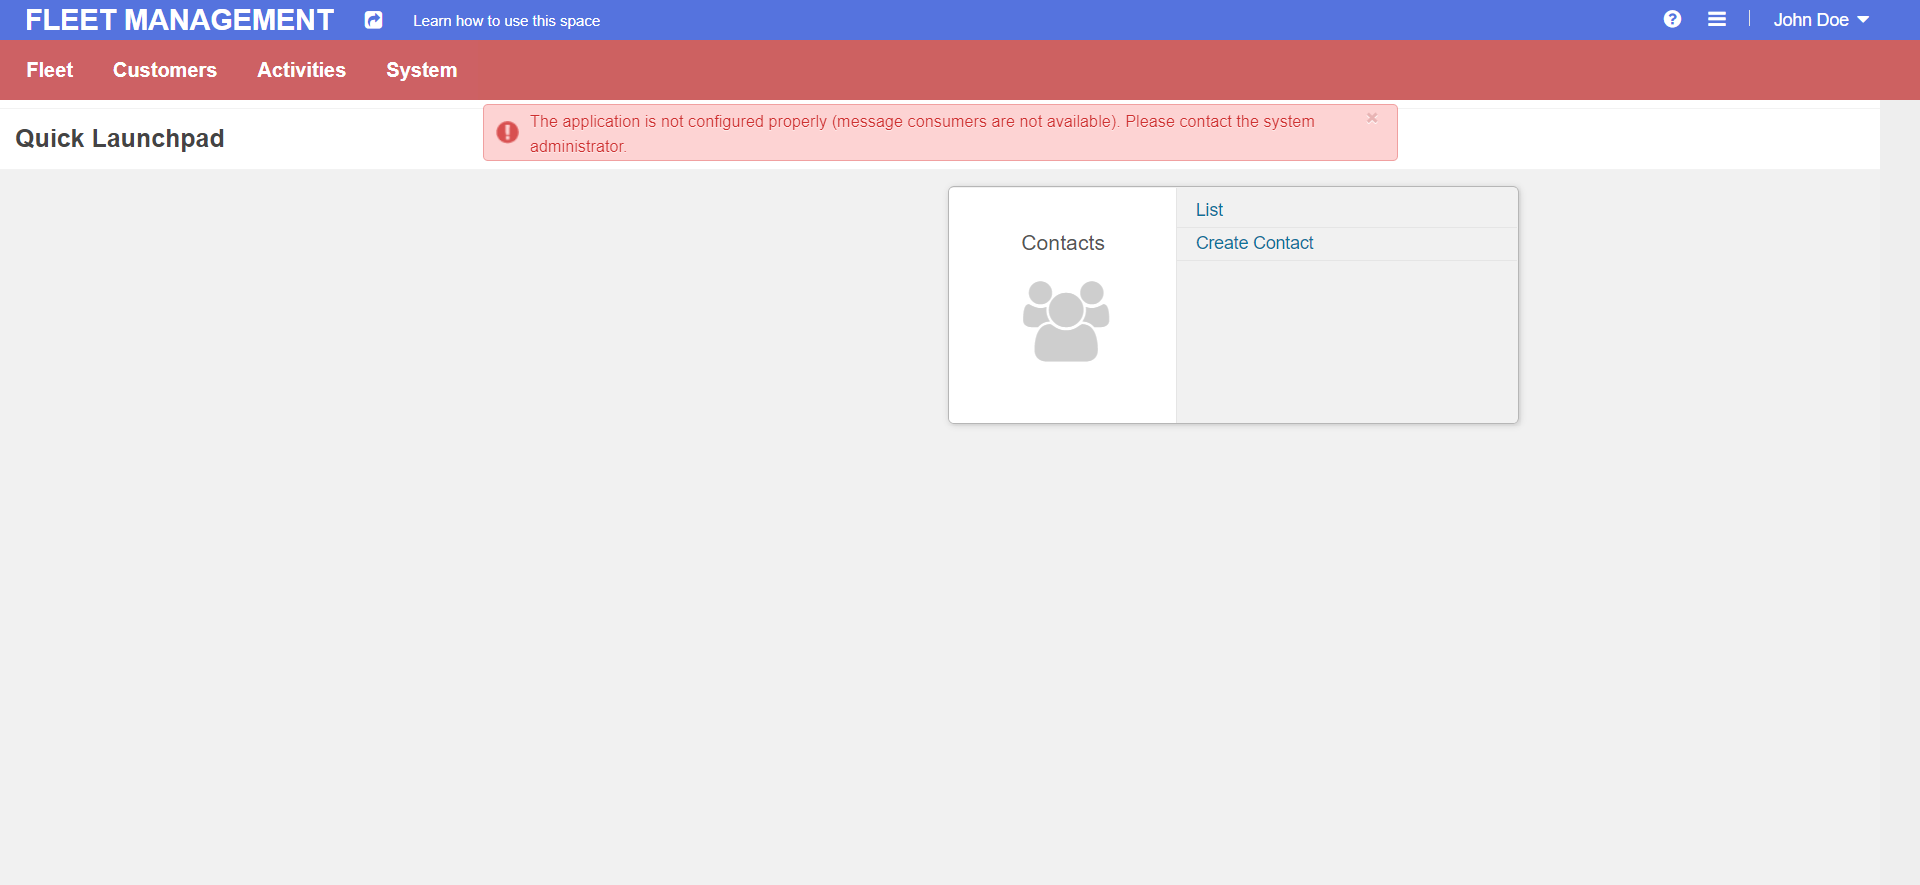 FLEET MANAGEMENT
Learn how to use this space
John Doe
Fleet
Customers
Activities
System
Quick Launchpad
The application is not configured properly (message consumers are not available). Please contact the system
administrator.
Contacts
List
Create Contact